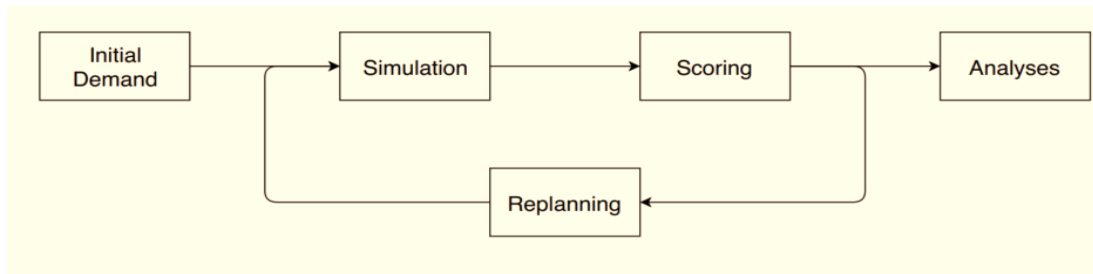 Initial
Demand
Simulation
Scoring
Analyses
Replanning